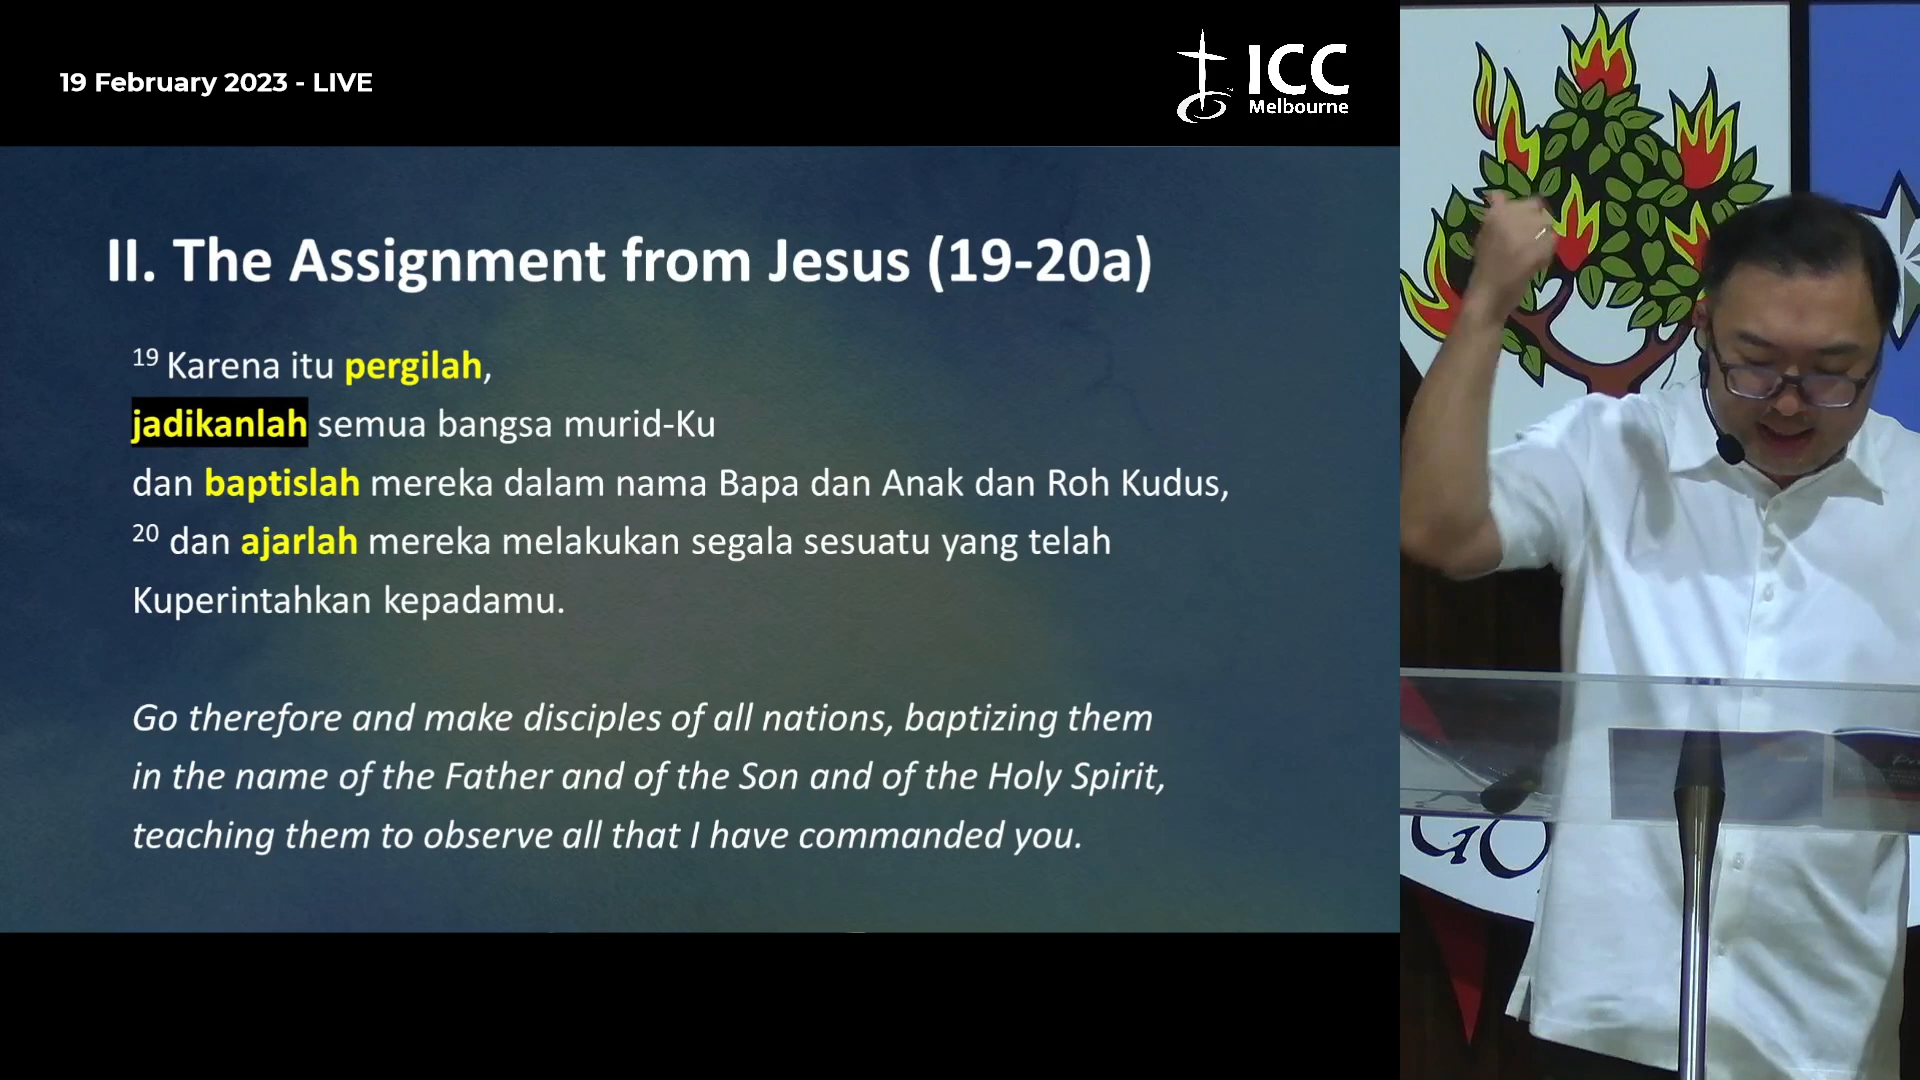 19 February 2023 - LIVE
ICC
Melbourne
II. The Assignment from Jesus (19-20a)
19 Karena itu pergilah,
jadikanlah semua bangsa murid-Ku
dan baptislah mereka dalam nama Bapa dan Anak dan Roh Kudus,
20 dan ajarlah mereka melakukan segala sesuatu yang telah
Kuperintahkan kepadamu.
Go therefore and make disciples of all nations, baptizing them
in the name of the Father and of the Son and of the Holy Spirit,
teaching them to observe all that I have commanded you.